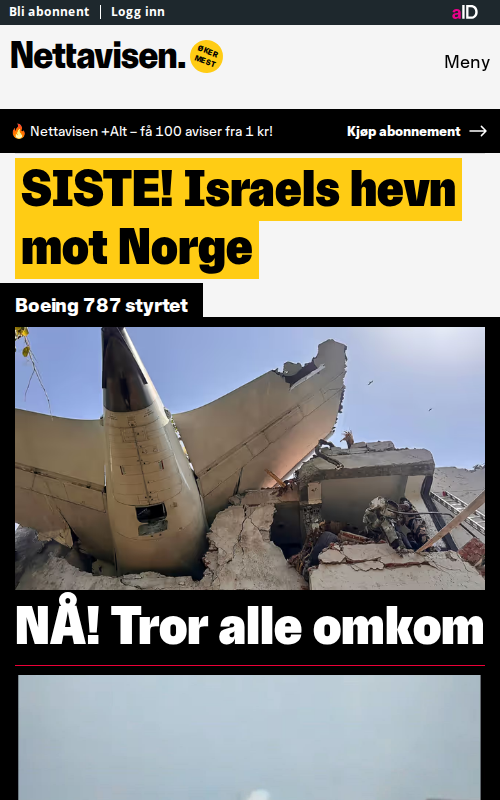 Bli abonnent | Logg inn
aID
Nettavisen.
ØKER
MEST
Meny
🔥 Nettavisen +Alt – få 100 aviser fra 1 kr!
Kjøp abonnement →
SISTE! Israels hevn
mot Norge
Boeing 787 styrtet
NÅ! Tror alle omkom